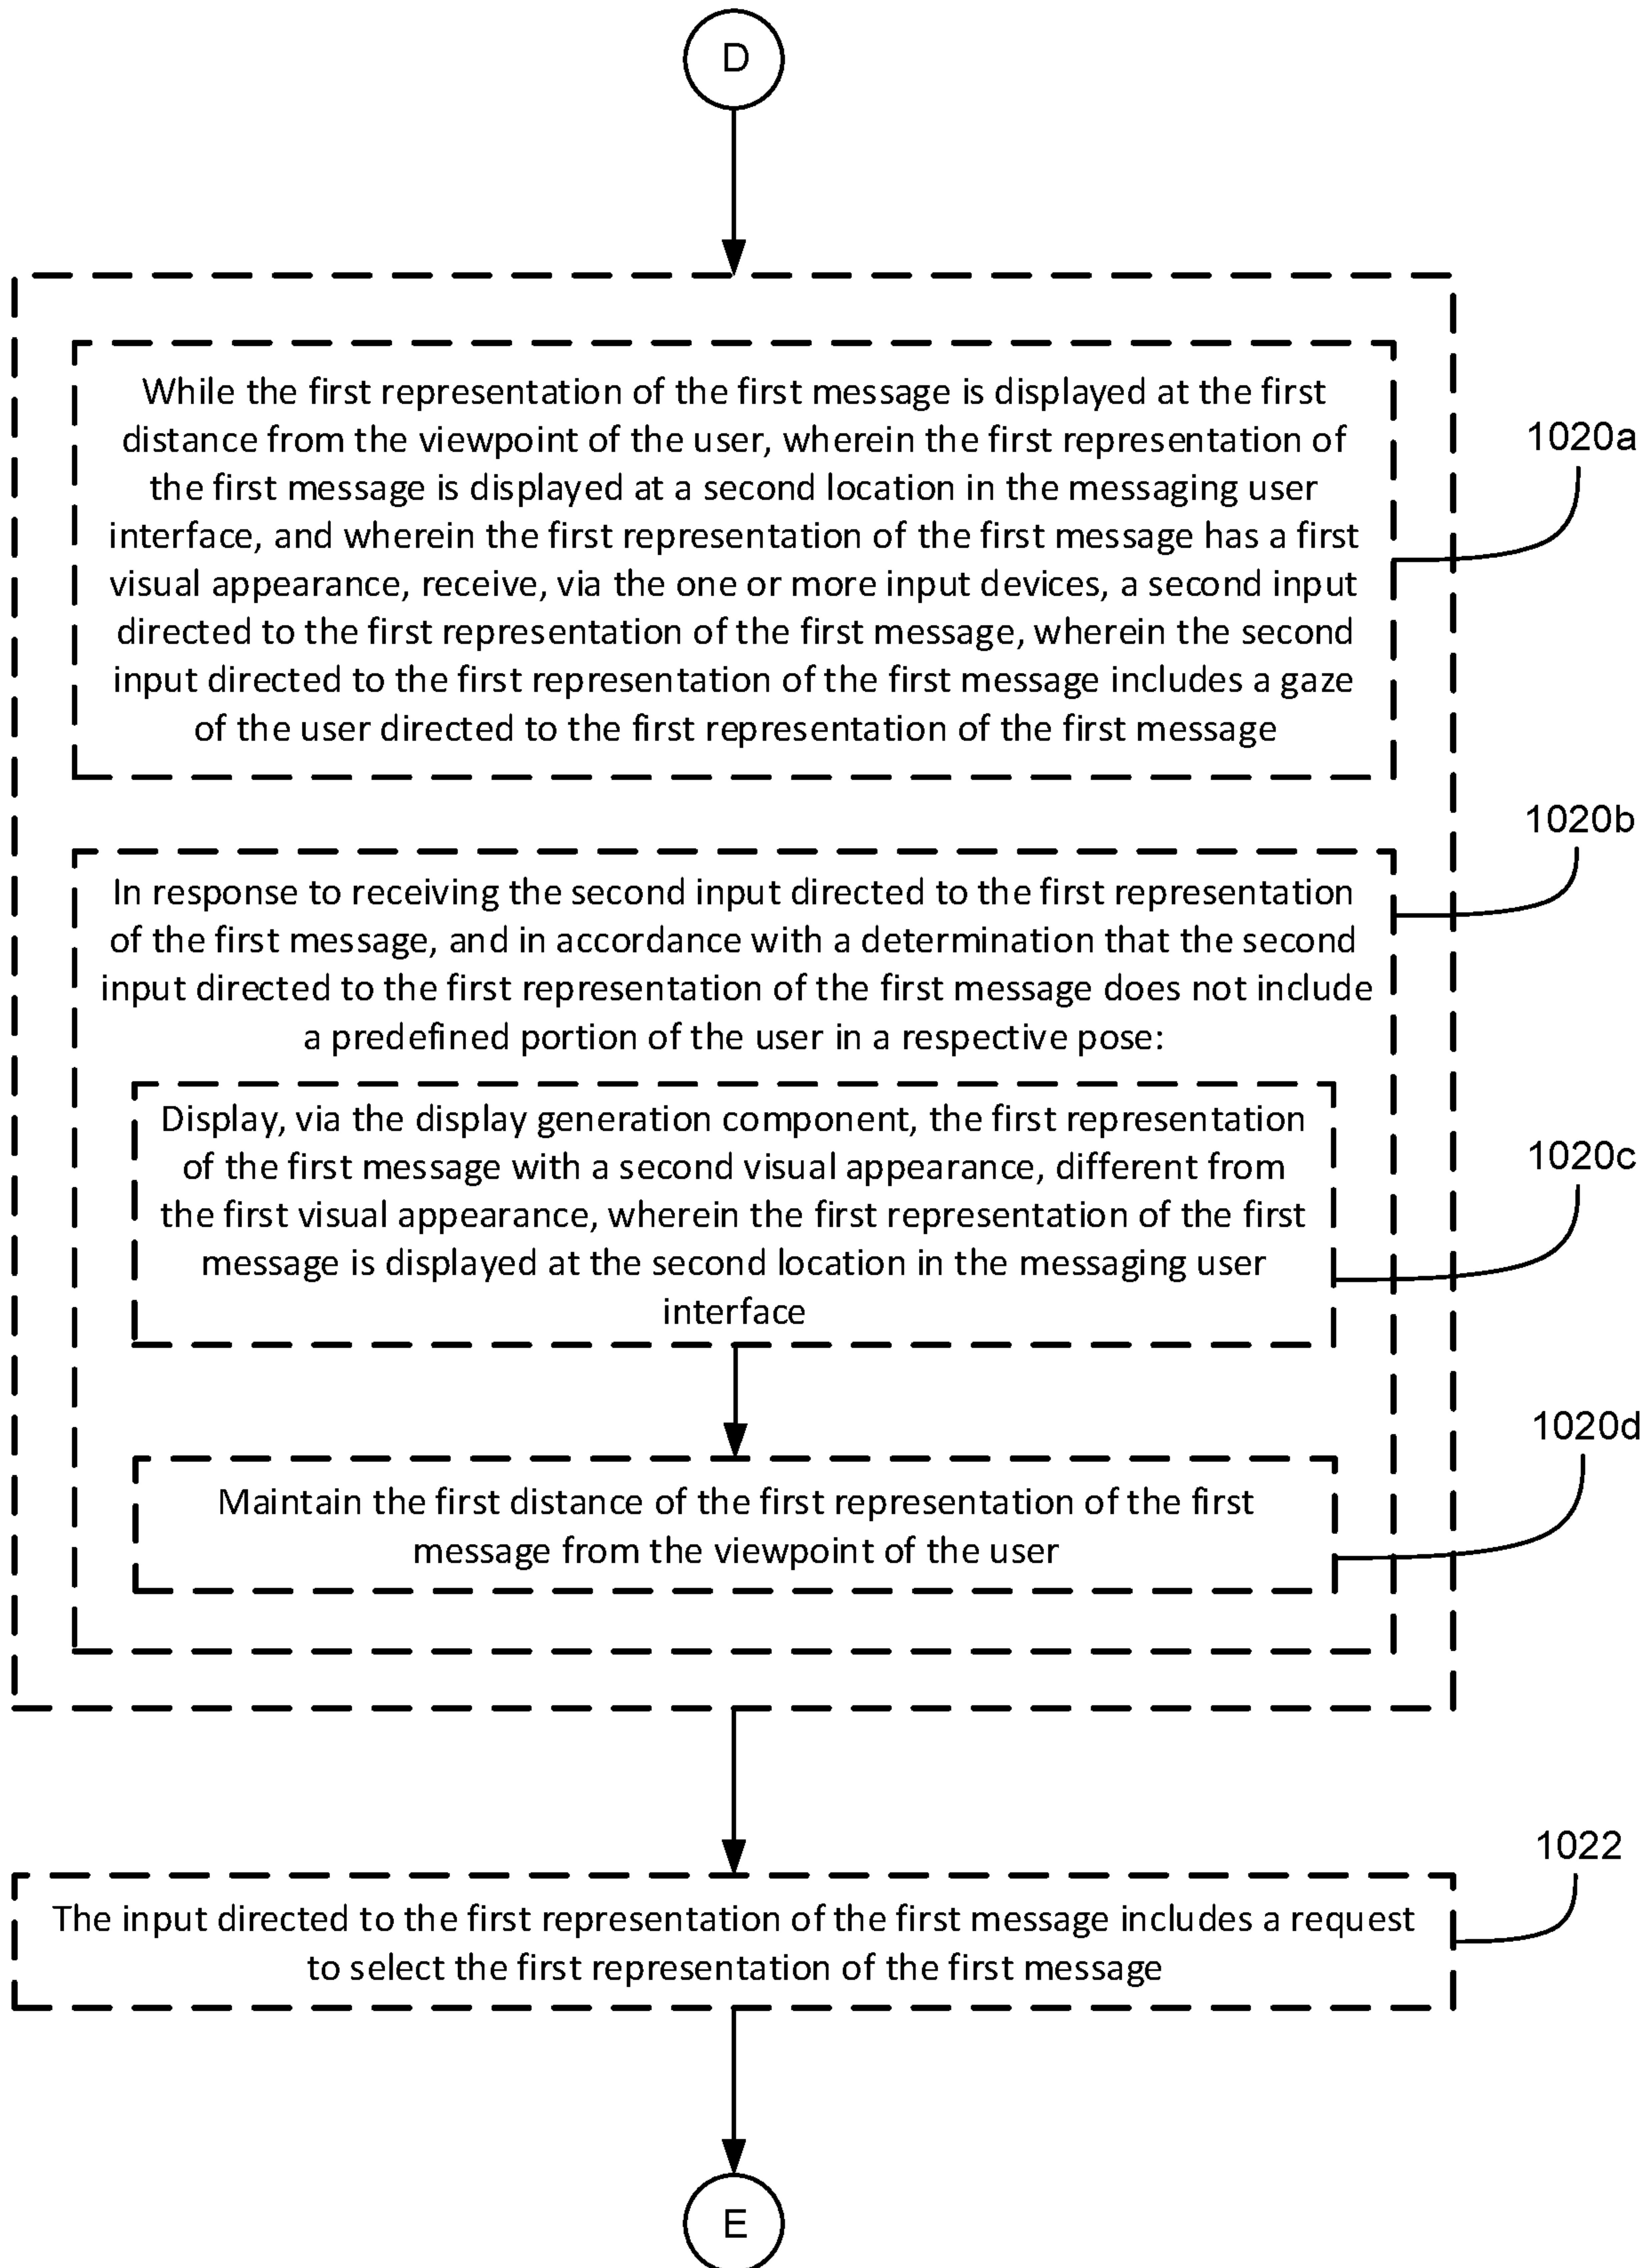 D
While the first representation of the first message is displayed at the first
distance from the viewpoint of the user, wherein the first representation of
the first message is displayed at a second location in the messaging user
interface, and wherein the first representation of the first message has a first
visual appearance, receive, via the one or more input devices, a second input
directed to the first representation of the first message, wherein the second
input directed to the first representation of the first message includes a gaze
of the user directed to the first representation of the first message
1020a
In response to receiving the second input directed to the first representation
of the first message, and in accordance with a determination that the second
input directed to the first representation of the first message does not include
a predefined portion of the user in a respective pose:
1020b
Display, via the display generation component, the first representation
of the first message with a second visual appearance, different from
the first visual appearance, wherein the first representation of the first
message is displayed at the second location in the messaging user
interface
1020c
Maintain the first distance of the first representation of the first
message from the viewpoint of the user
1020d
The input directed to the first representation of the first message includes a request
to select the first representation of the first message
1022
E